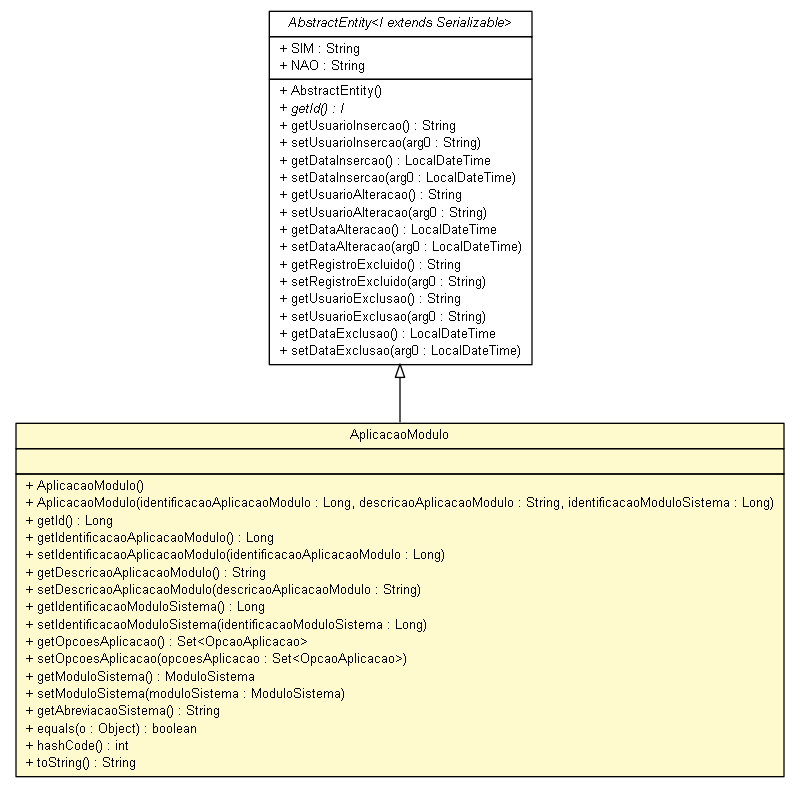 AbstractEntity<I extends Serializable>
+ SIM : String
+ NAO : String
+ AbstractEntity()
+ getId() : I
+ getUsuarioInsercao() : String
+ setUsuarioInsercao(arg0 : String)
+ getDataInsercao() : LocalDateTime
+ setDataInsercao(arg0 : LocalDateTime)
+ getUsuarioAlteracao() : String
+ setUsuarioAlteracao(arg0 : String)
+ getDataAlteracao() : LocalDateTime
+ setDataAlteracao(arg0 : LocalDateTime)
+ getRegistroExcluido() : String
+ setRegistroExcluido(arg0 : String)
+ getUsuarioExclusao() : String
+ setUsuarioExclusao(arg0 : String)
+ getDataExclusao() : LocalDateTime
+ setDataExclusao(arg0 : LocalDateTime)
AplicacaoModulo
+ AplicacaoModulo()
+ AplicacaoModulo(identificacaoAplicacaoModulo : Long, descricaoAplicacaoModulo : String, identificacaoModuloSistema : Long)
+ getId() : Long
+ getIdentificacaoAplicacaoModulo() : Long
+ setIdentificacaoAplicacaoModulo(identificacaoAplicacaoModulo : Long)
+ getDescricaoAplicacaoModulo() : String
+ setDescricaoAplicacaoModulo(descricaoAplicacaoModulo : String)
+ getIdentificacaoModuloSistema() : Long
+ setIdentificacaoModuloSistema(identificacaoModuloSistema : Long)
+ getOpcoesAplicacao() : Set<OpcaoAplicacao>
+ setOpcoesAplicacao(opcoesAplicacao : Set<OpcaoAplicacao>)
+ getModuloSistema() : ModuloSistema
+ setModuloSistema(moduloSistema : ModuloSistema)
+ getAbreviacaoSistema() : String
+ equals(o : Object) : boolean
+ hashCode() : int
+ toString() : String